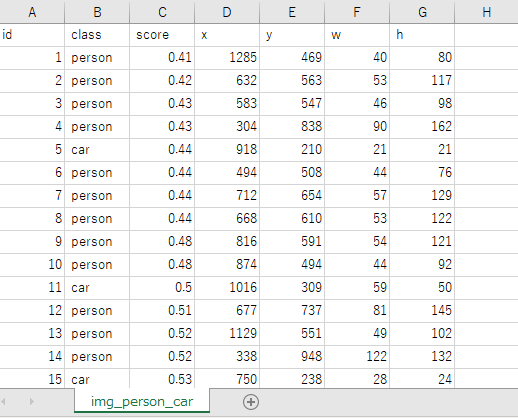 A B C D E F G H
id class score x y w h
1 person 0.41 1285 469 40 80
2 person 0.42 632 563 53 117
3 person 0.43 583 547 46 98
4 person 0.43 304 838 90 162
5 car 0.44 918 210 21 21
6 person 0.44 494 508 44 76
7 person 0.44 712 654 57 129
8 person 0.44 668 610 53 122
9 person 0.48 816 591 54 121
10 person 0.48 874 494 44 92
11 car 0.5 1016 309 59 50
12 person 0.51 677 737 81 145
13 person 0.52 1129 551 49 102
14 person 0.52 338 948 122 132
15 car 0.53 750 238 28 24
img_person_car